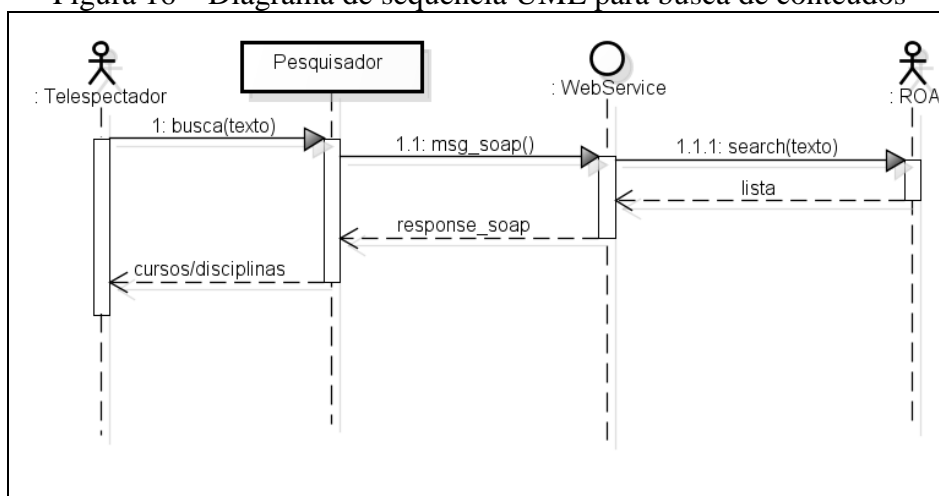 Figura 16 – Diagrama de sequência UML para busca de conteúdos
Pesquisador
: Telespectador
: WebService
: ROA
1: busca(texto)
1.1: msg_soap()
1.1.1: search(texto)
lista
response_soap
cursos/disciplinas